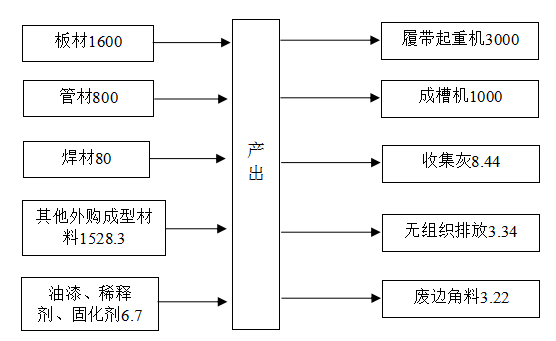 板材1600
管材800
焊材80
其他外购成型材
料1528.3
油漆、稀释
剂、固化剂6.7
产
出
履带起重机3000
成槽机1000
收集灰8.44
无组织排放3.34
废边角料3.22